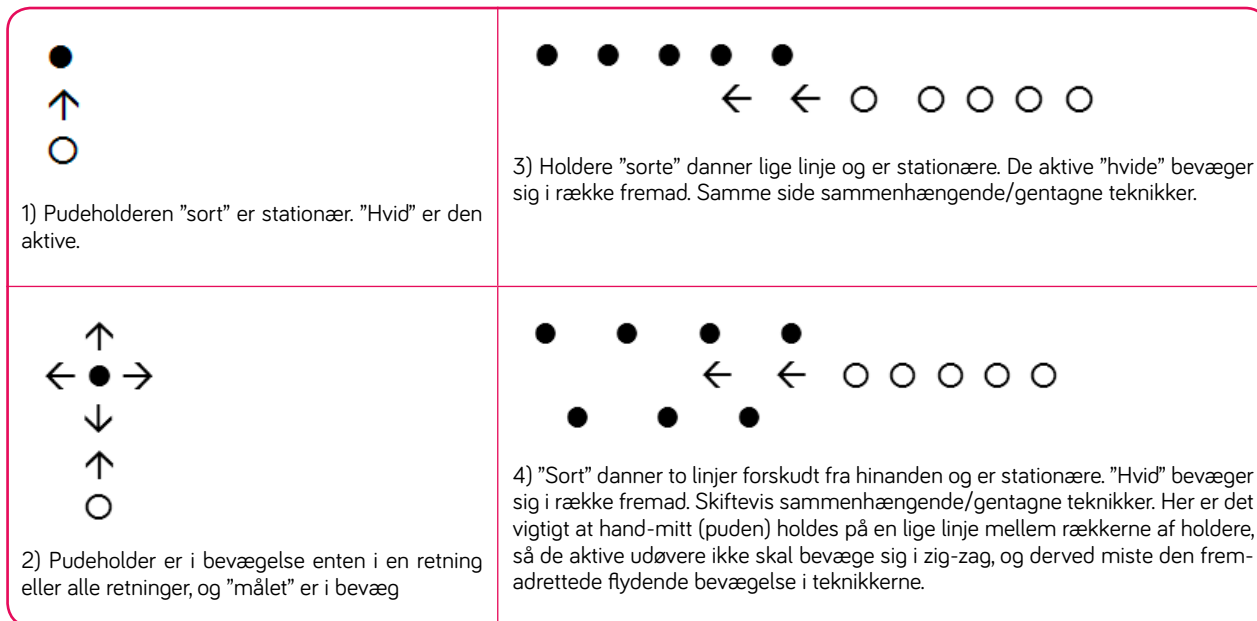 1) Pudeholderen ”sort” er stationær. ”Hvid” er den
aktive.
3) Holdere ”sorte” danner lige linje og er stationære. De aktive ”hvide” bevæger
sig i række fremad. Samme side sammenhængende/gentagne teknikker.
2) Pudeholder er i bevægelse enten i en retning
eller alle retninger, og ”målet” er i bevæg
4) ”Sort” danner to linjer forskudt fra hinanden og er stationære. ”Hvid” bevæger
sig i række fremad. Skiftevis sammenhængende/gentagne teknikker. Her er det
vigtigt at hand-mitt (puden) holdes på en lige linje mellem rækkerne af holdere,
så de aktive udøvere ikke skal bevæge sig i zig-zag, og derved miste den frem-
adrettede flydende bevægelse i teknikkerne.